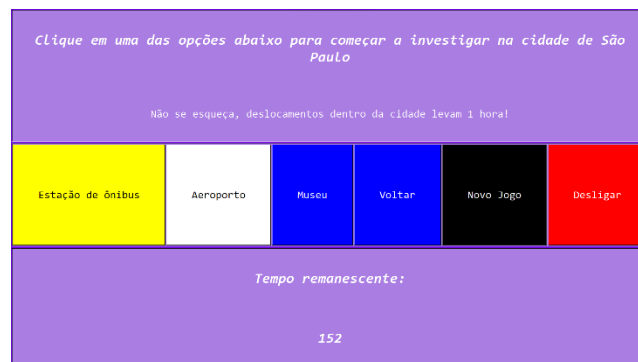 Clique em uma das opções abaixo para começar a investigar na cidade de São
Paulo
Não se esqueça, deslocamentos dentro da cidade levam 1 hora!
Estação de ônibus
Aeroporto
Museu
Voltar
Novo Jogo
Desligar
Tempo remanescente:
152